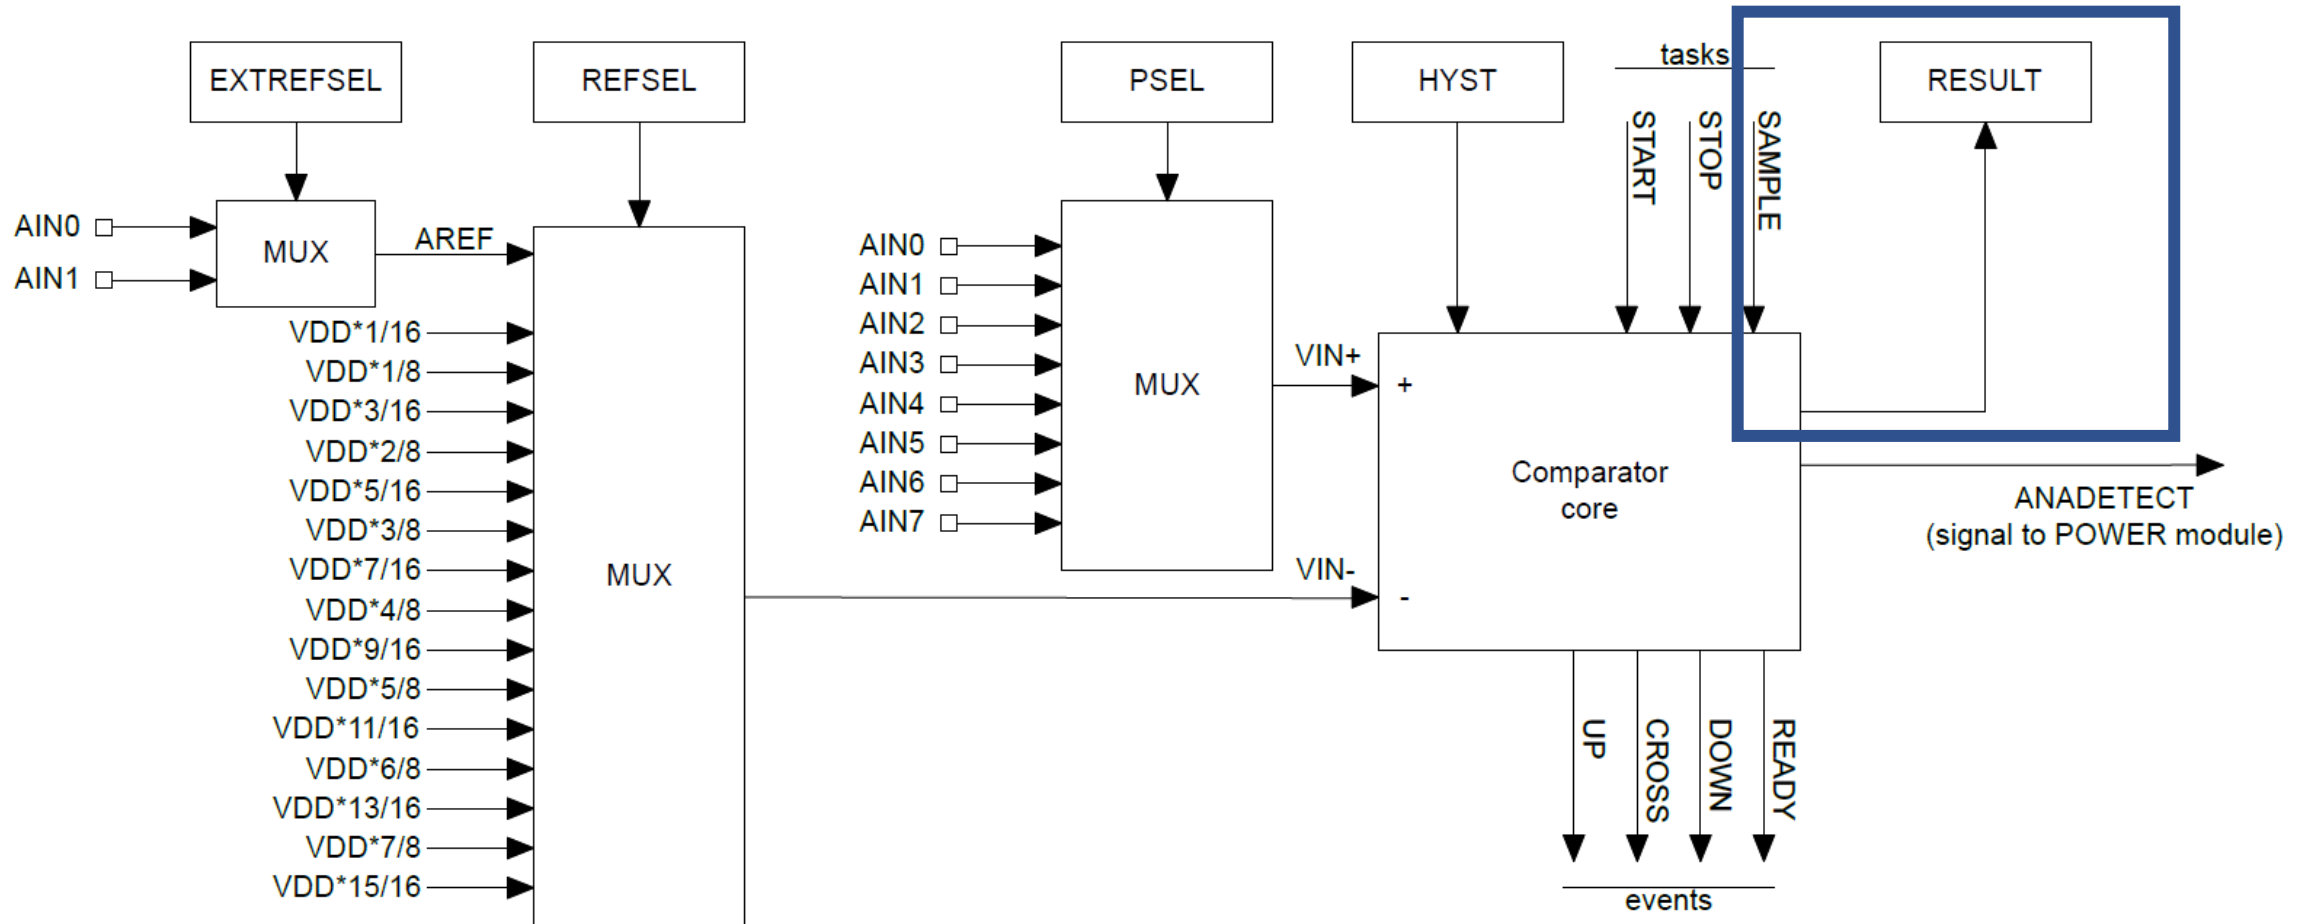 EXTREFSEL
REFSEL
PSEL
HYST
tasks
RESULT
START
STOP
SAMPLE
AIN0
AIN1
MUX
AREF
VDD*1/16
VDD*1/8
VDD*3/16
VDD*2/8
VDD*5/16
VDD*3/8
VDD*7/16
VDD*4/8
VDD*9/16
VDD*5/8
VDD*11/16
VDD*6/8
VDD*13/16
VDD*7/8
VDD*15/16
MUX
AIN0
AIN1
AIN2
AIN3
AIN4
AIN5
AIN6
AIN7
MUX
VIN+
VIN-
+
-
Comparator
core
ANADETECT
(signal to POWER module)
UP
CROSS
DOWN
READY
events